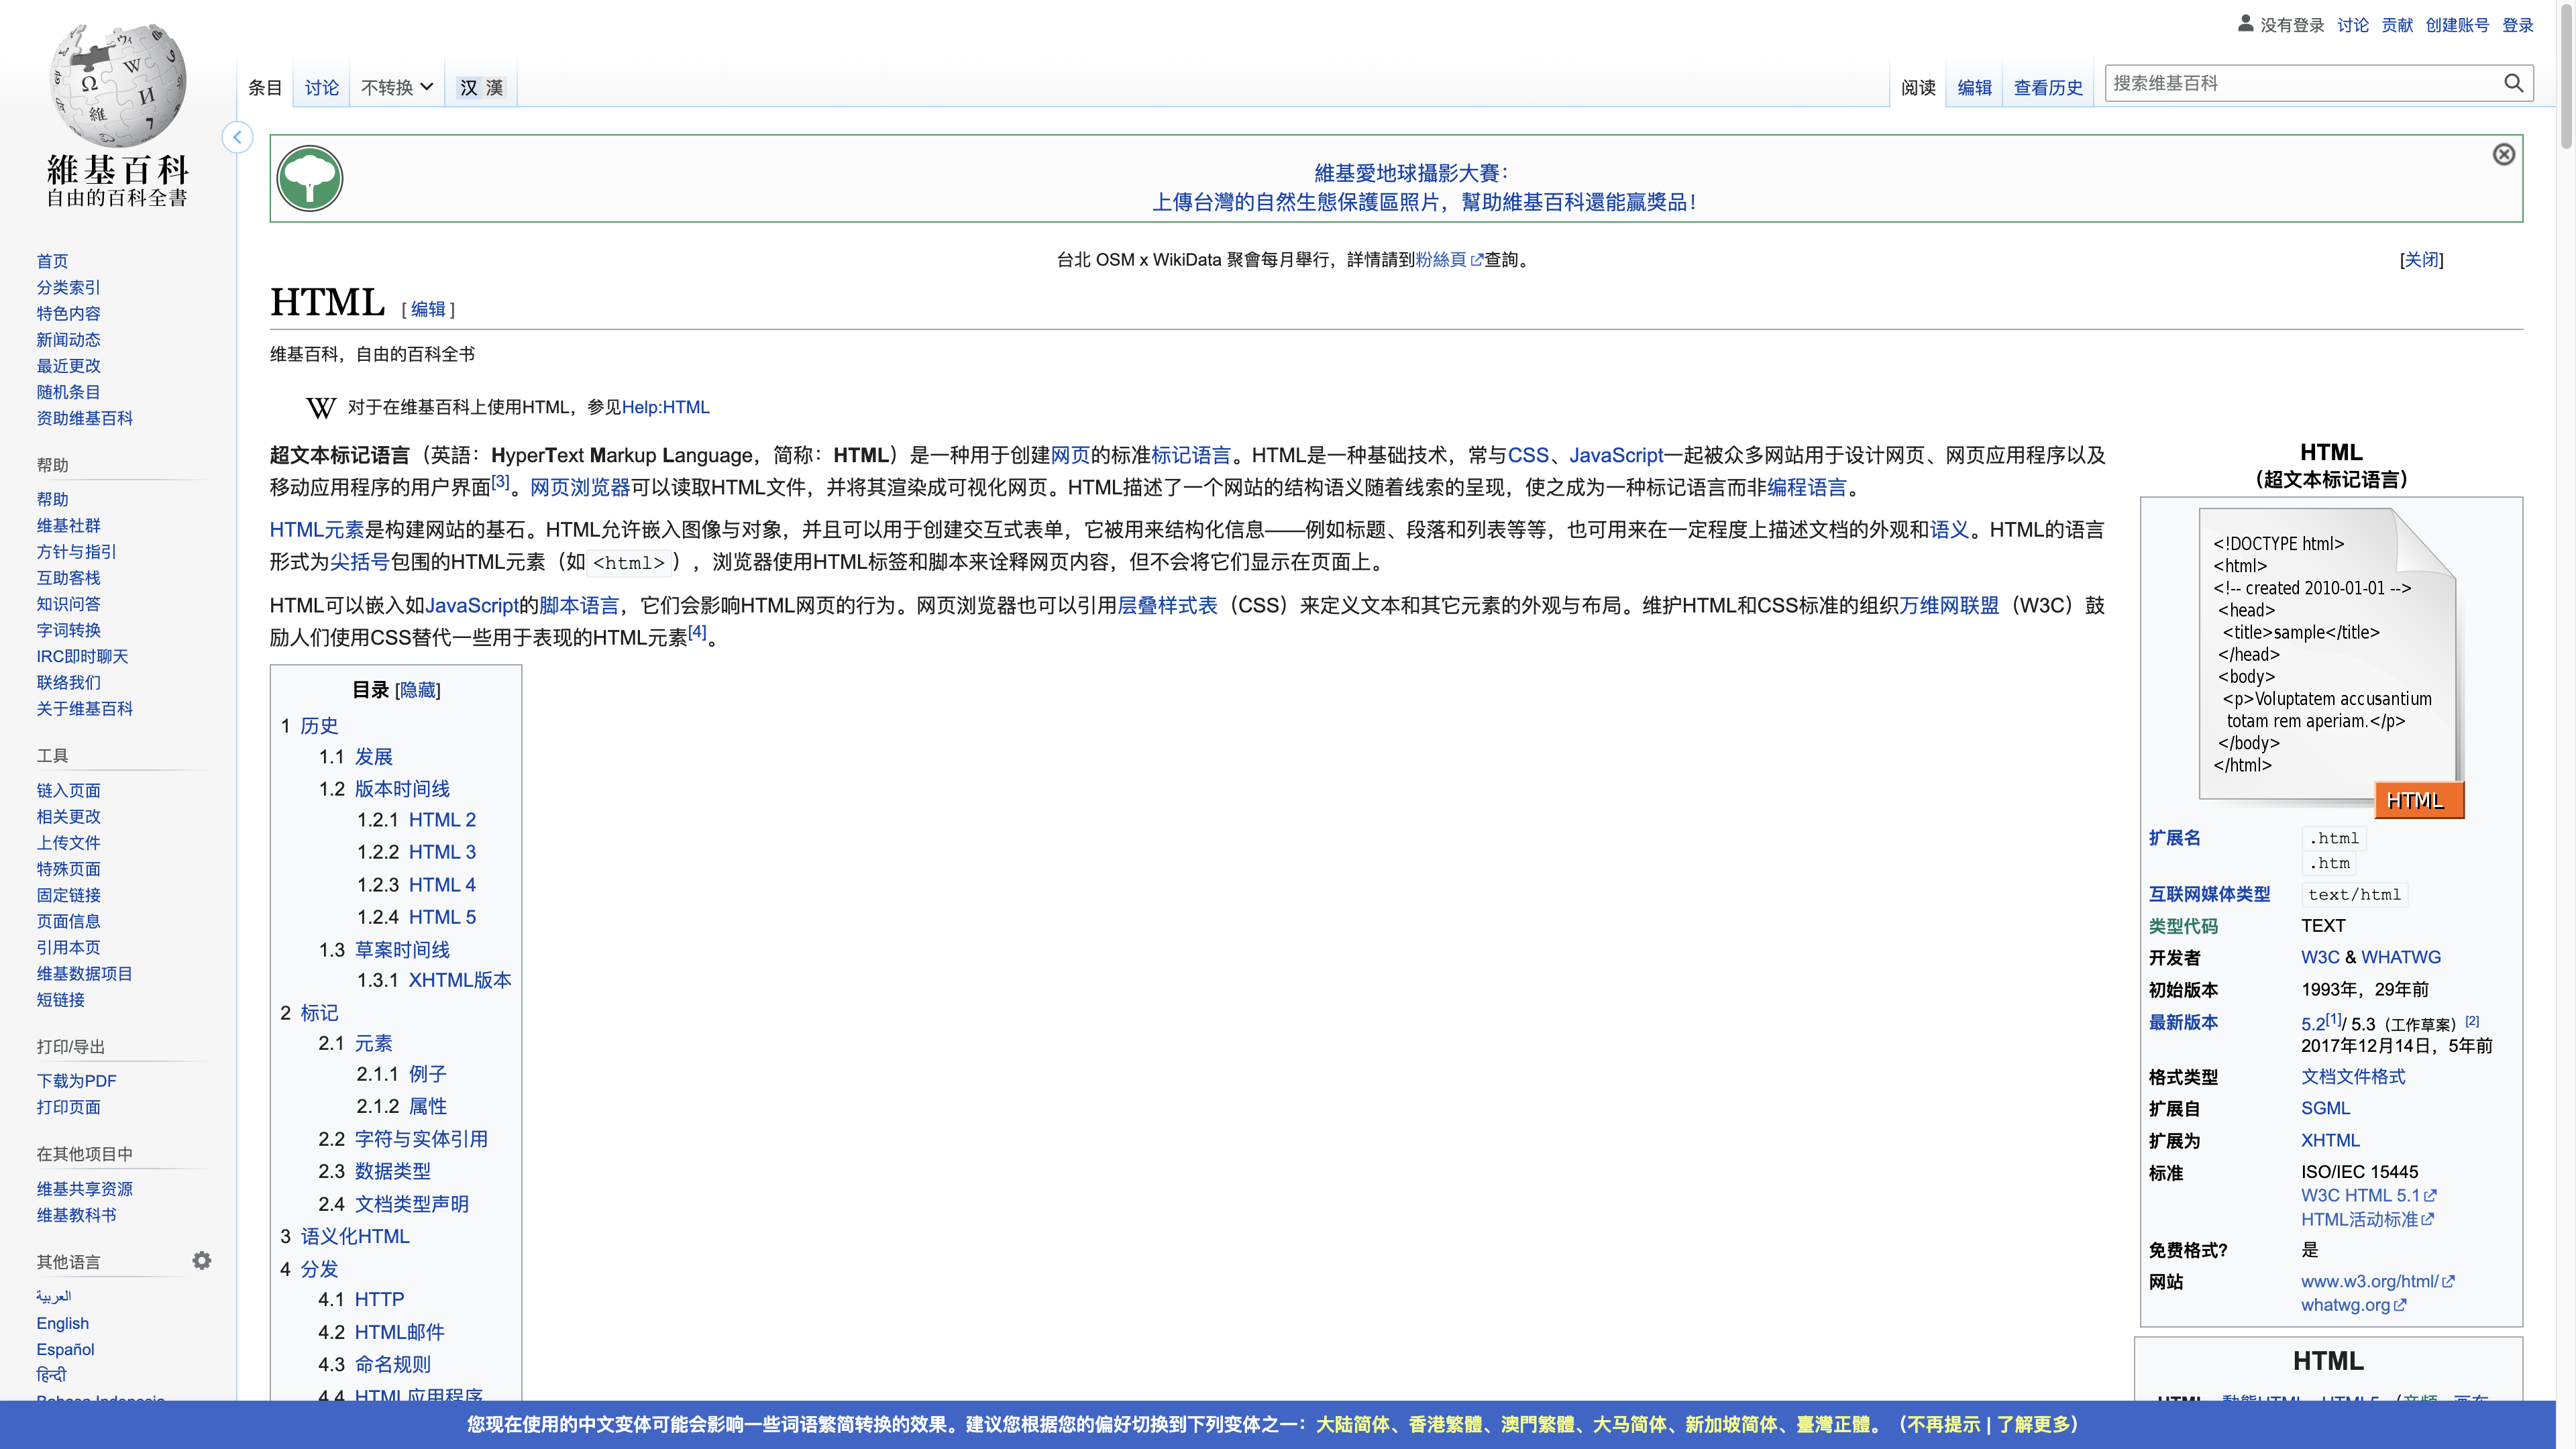 没有登录 讨论 贡献 创建账号 登录
条目 讨论 不转换 汉 漢 阅读 编辑 查看历史 搜索维基百科
維基百科
自由的百科全書
首页
分类索引
特色内容
新闻动态
最近更改
随机条目
资助维基百科
帮助
帮助
维基社群
方针与指引
互助客栈
知识问答
字词转换
IRC即时聊天
联络我们
关于维基百科
工具
链入页面
相关更改
上传文件
特殊页面
固定链接
页面信息
引用本页
维基数据项目
短链接
打印/导出
下载为PDF
打印页面
在其他项目中
维基共享资源
维基教科书
其他语言
العربية
English
Español
हिन्दी
維基愛地球攝影大賽：
上傳台灣的自然生態保護區照片，幫助維基百科還能贏獎品！
台北 OSM x WikiData 聚會每月舉行，詳情請到粉絲頁查詢。 [关闭]
HTML [ 编辑 ]
维基百科，自由的百科全书
对于在维基百科上使用HTML，参见Help:HTML
超文本标记语言（英語：HyperText Markup Language，简称：HTML）是一种用于创建网页的标准标记语言。HTML是一种基础技术，常与CSS、JavaScript一起被众多网站用于设计网页、网页应用程序以及
移动应用程序的用户界面[3]。网页浏览器可以读取HTML文件，并将其渲染成可视化网页。HTML描述了一个网站的结构语义随着线索的呈现，使之成为一种标记语言而非编程语言。
HTML元素是构建网站的基石。HTML允许嵌入图像与对象，并且可以用于创建交互式表单，它被用来结构化信息——例如标题、段落和列表等等，也可用来在一定程度上描述文档的外观和语义。HTML的语言
形式为尖括号包围的HTML元素（如<html>），浏览器使用HTML标签和脚本来诠释网页内容，但不会将它们显示在页面上。
HTML可以嵌入如JavaScript的脚本语言，它们会影响HTML网页的行为。网页浏览器也可以引用层叠样式表（CSS）来定义文本和其它元素的外观与布局。维护HTML和CSS标准的组织万维网联盟（W3C）鼓
励人们使用CSS替代一些用于表现的HTML元素[4]。
目录 [隐藏]
1 历史
1.1 发展
1.2 版本时间线
1.2.1 HTML 2
1.2.2 HTML 3
1.2.3 HTML 4
1.2.4 HTML 5
1.3 草案时间线
1.3.1 XHTML版本
2 标记
2.1 元素
2.1.1 例子
2.1.2 属性
2.2 字符与实体引用
2.3 数据类型
2.4 文档类型声明
3 语义化HTML
4 分发
4.1 HTTP
4.2 HTML邮件
4.3 命名规则
4.4 HTML应用程序
HTML
（超文本标记语言）
<!DOCTYPE html>
<html>
<!-- created 2010-01-01 -->
<head>
<title>sample</title>
</head>
<body>
<p>Voluptatem accusantium
totam rem aperiam.</p>
</body>
</html>
HTML
扩展名 .html
.htm
互联网媒体类型 text/html
类型代码 TEXT
开发者 W3C & WHATWG
初始版本 1993年，29年前
最新版本 5.2[1]/ 5.3（工作草案）[2]
2017年12月14日，5年前
格式类型 文档文件格式
扩展自 SGML
扩展为 XHTML
标准 ISO/IEC 15445
W3C HTML 5.1
HTML活动标准
免费格式? 是
网站 www.w3.org/html/
whatwg.org
HTML
您现在使用的中文变体可能会影响一些词语繁简转换的效果。建议您根据您的偏好切换到下列变体之一：大陆简体、香港繁體、澳門繁體、大马简体、新加坡简体、臺灣正體。（不再提示 | 了解更多）